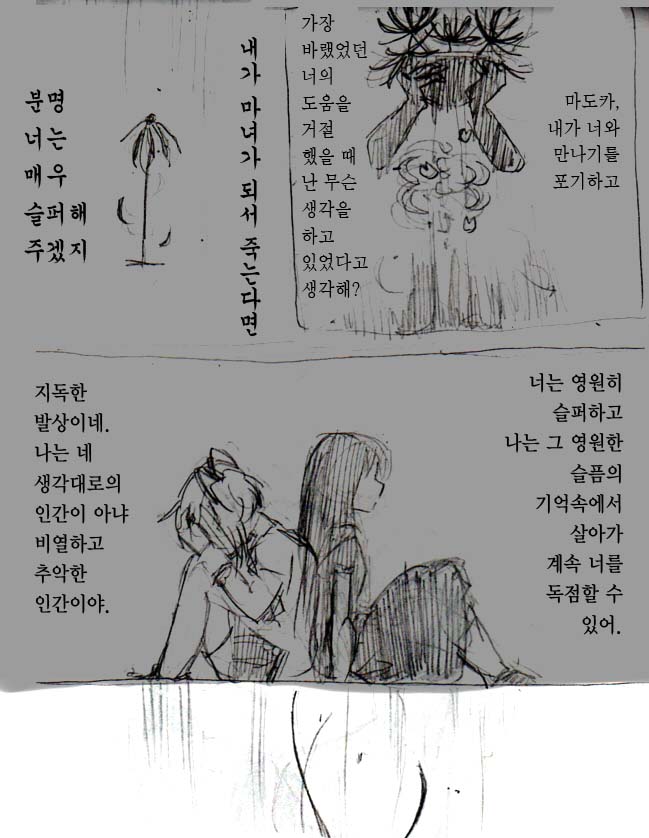 마도카,
내가 너와
만나기를
포기하고
가장
바랬었던
너의
도움을
거절
했을 때
난 무슨
생각을
하고
있었다고
생각해?
내가 마녀가 되서 죽는다면
분명
너는
매우
슬퍼해
주겠지
너는 영원히
슬퍼하고
나는 그 영원한
슬픔의
기억속에서
살아가
계속 너를
독점할 수
있어.
지독한
발상이네.
나는 네
생각대로의
인간이 아냐
비열하고
추악한
인간이야.